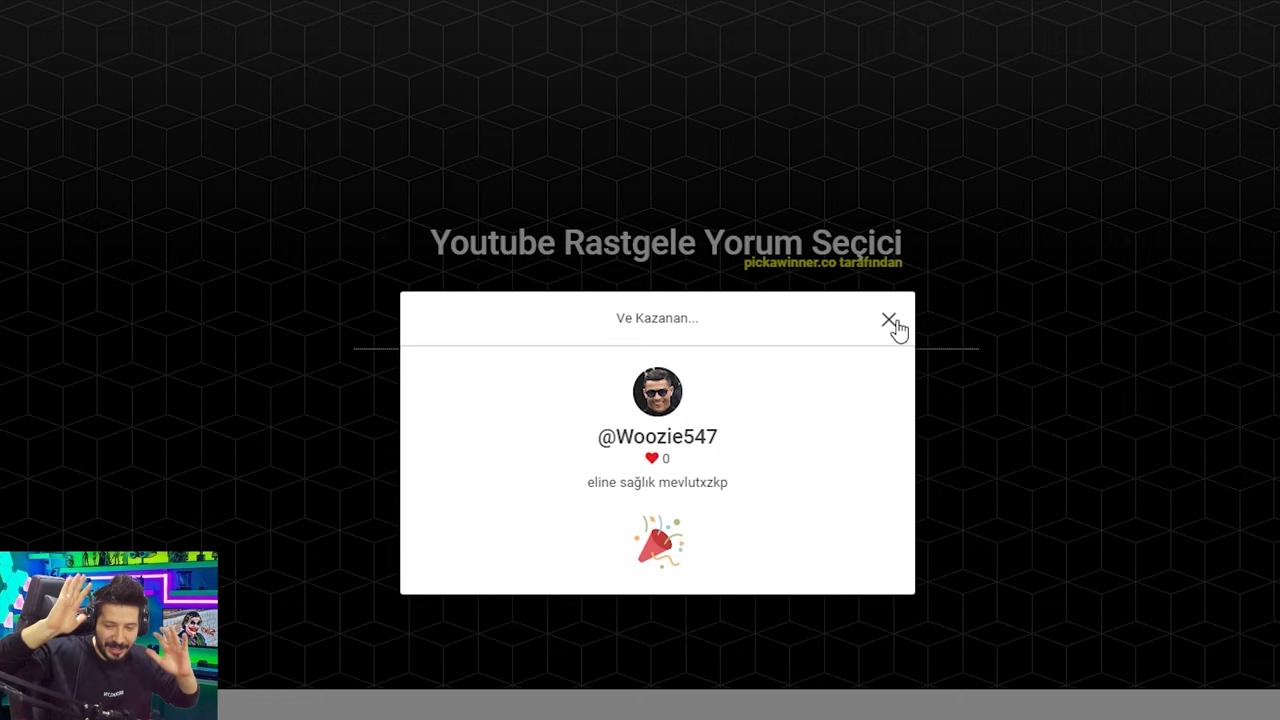 Youtube Rastgele Yorum Seçici
pickawinner.co tarafından
Ve Kazanan...
@Woozie547
0
eline sağlık mevlutxzkp